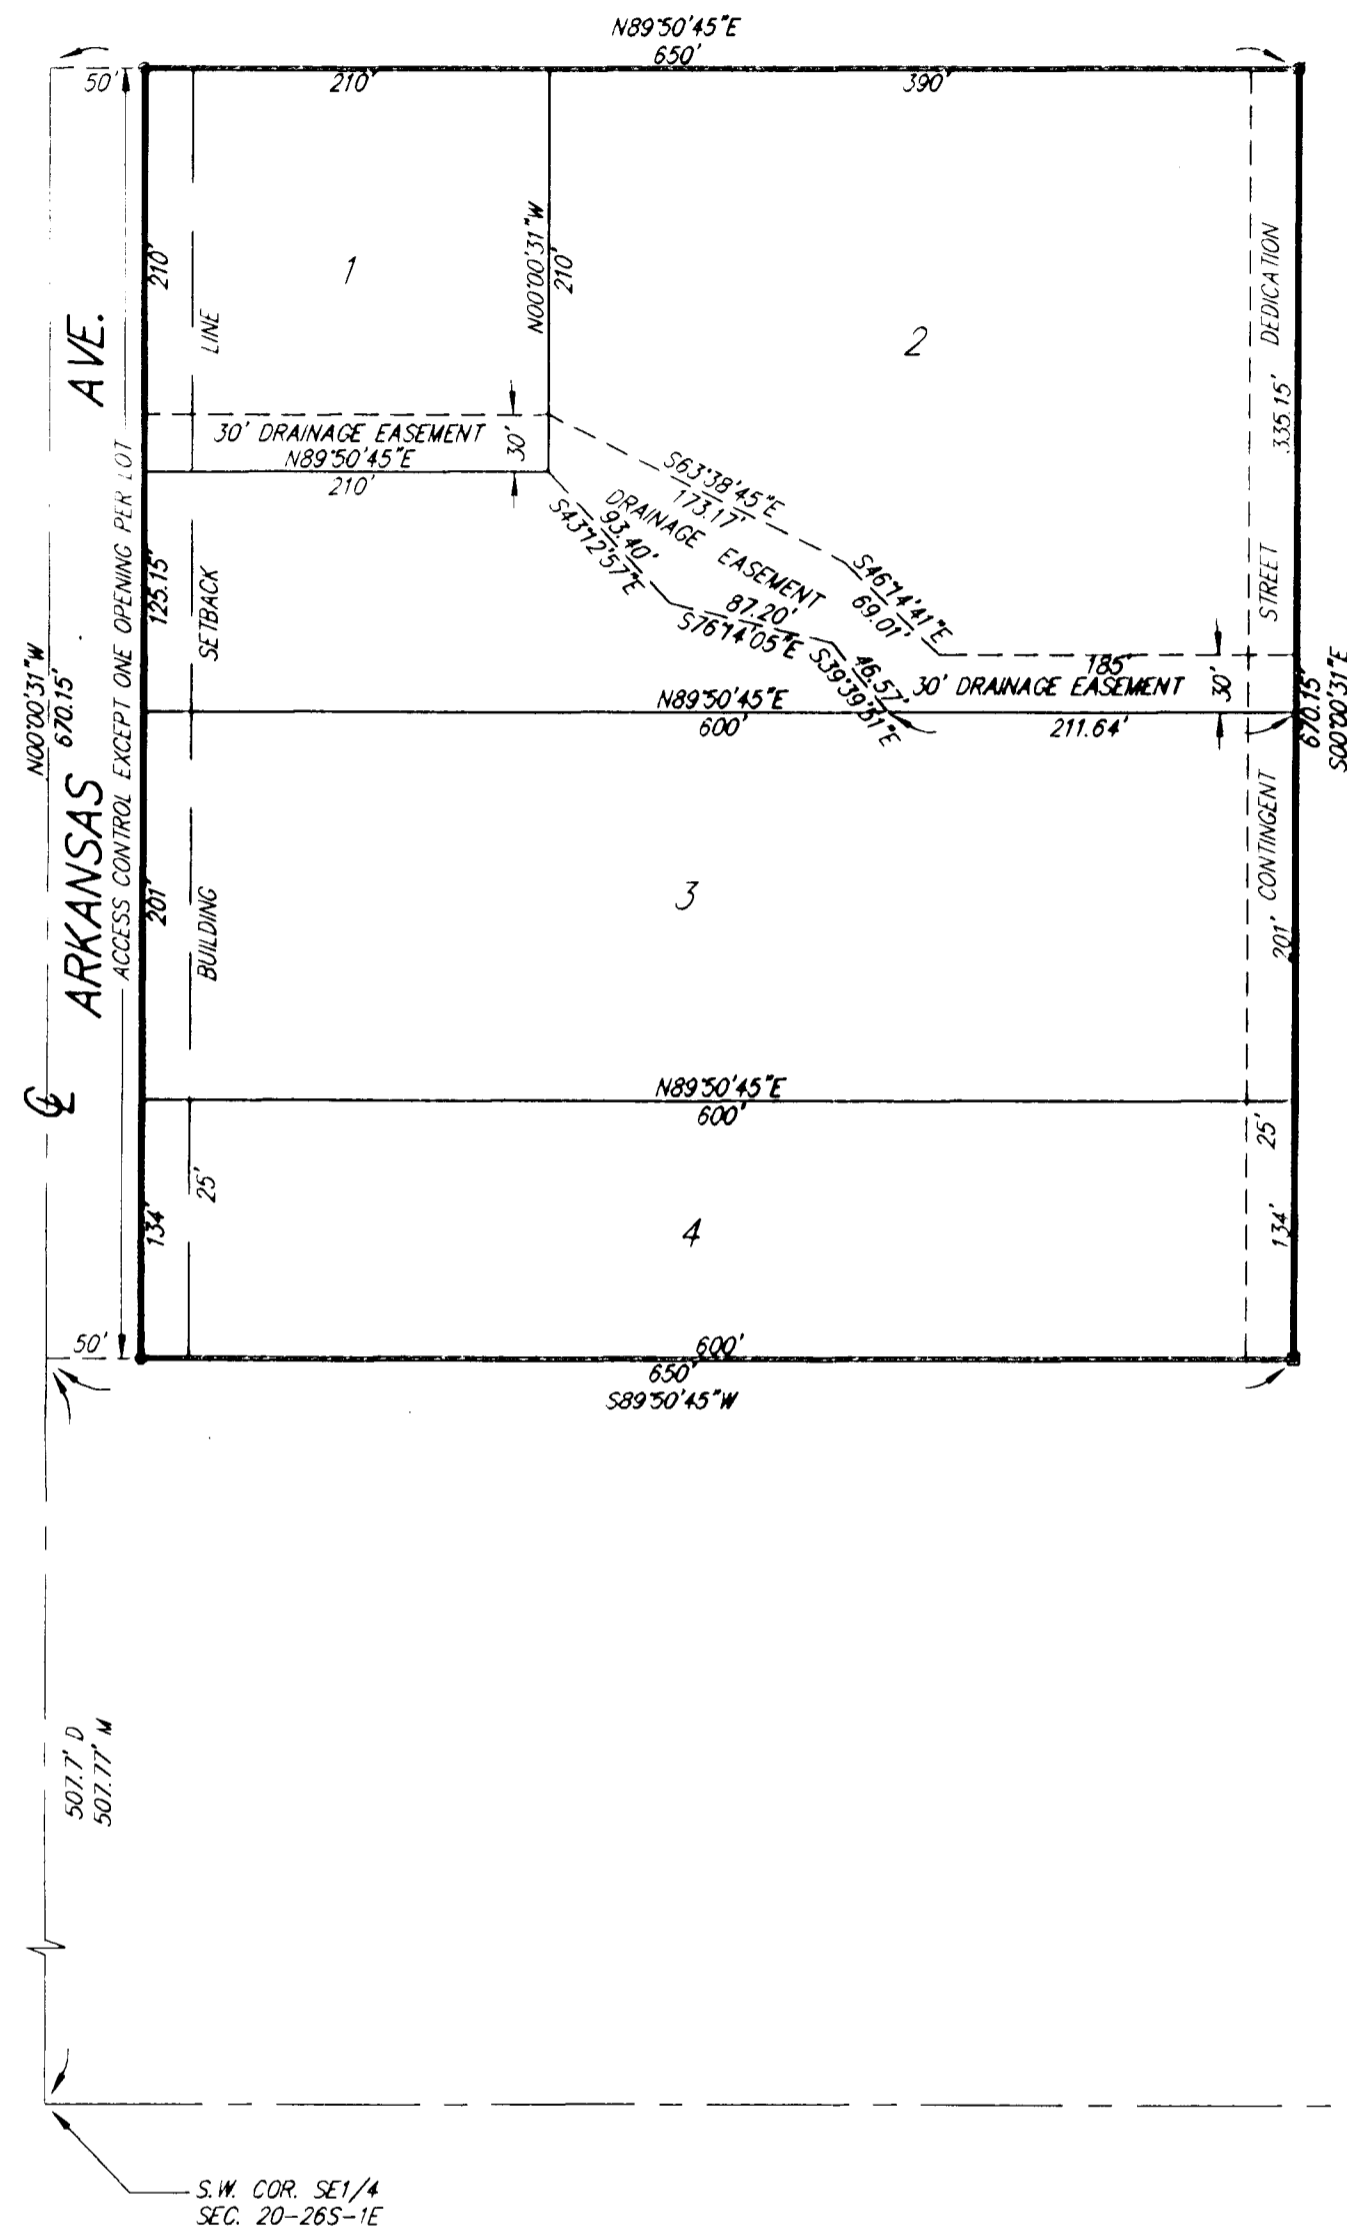 N89°50'45"E
650'
50'
210'
390'
210'
1
N00°00'31"W
210'
2
LINE
DEDICATION
335.15'
STREET
AVE.
30' DRAINAGE EASEMENT
30'
N89°50'45"E
210'
S63°38'45"E
173.17'
DRAINAGE EASEMENT
93.40'
S43°12'57"E
S46°14'41"E
69.01'
87.20'
S76°14'05"E
46.57'
S39°39'51"E
185'
30' DRAINAGE EASEMENT
30'
125.15'
SETBACK
N00°00'31"W
670.15'
ARKANSAS
ACCESS CONTROL EXCEPT ONE OPENING PER LOT
N89°50'45"E
600'
211.64'
670.15'
S00°00'31"E
201'
BUILDING
3
201' CONTINGENT
N89°50'45"E
600'
25'
25'
134'
4
134'
50'
600'
650'
S89°50'45"W
507.7' D
507.77' M
S.W. COR. SE1/4
SEC. 20-26S-1E